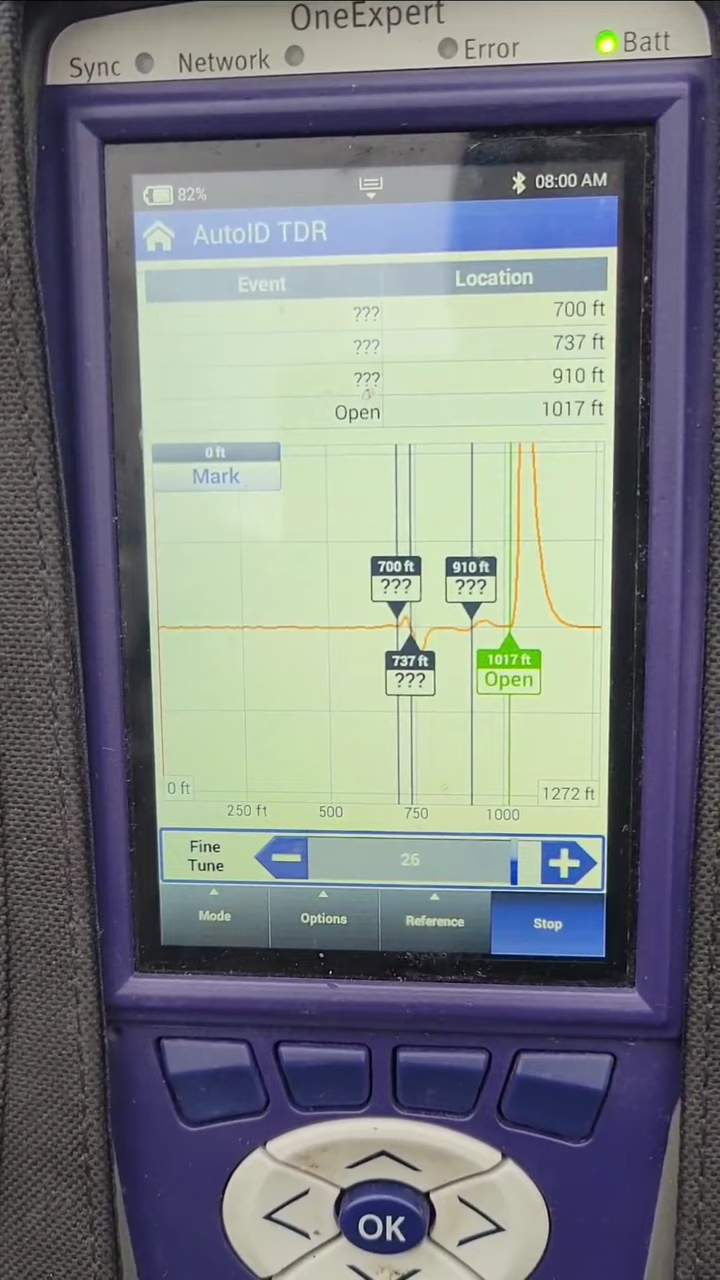 OneExpert
Sync Network Error Batt
82% 08:00 AM
AutoID TDR
Event Location
??? 700 ft
??? 737 ft
??? 910 ft
Open 1017 ft
0 ft
Mark
700 ft 910 ft
??? ???
737 ft 1017 ft
??? Open
0 ft 1272 ft
250 ft 500 750 1000
Fine
Tune
26
Mode Options Reference Stop
OK